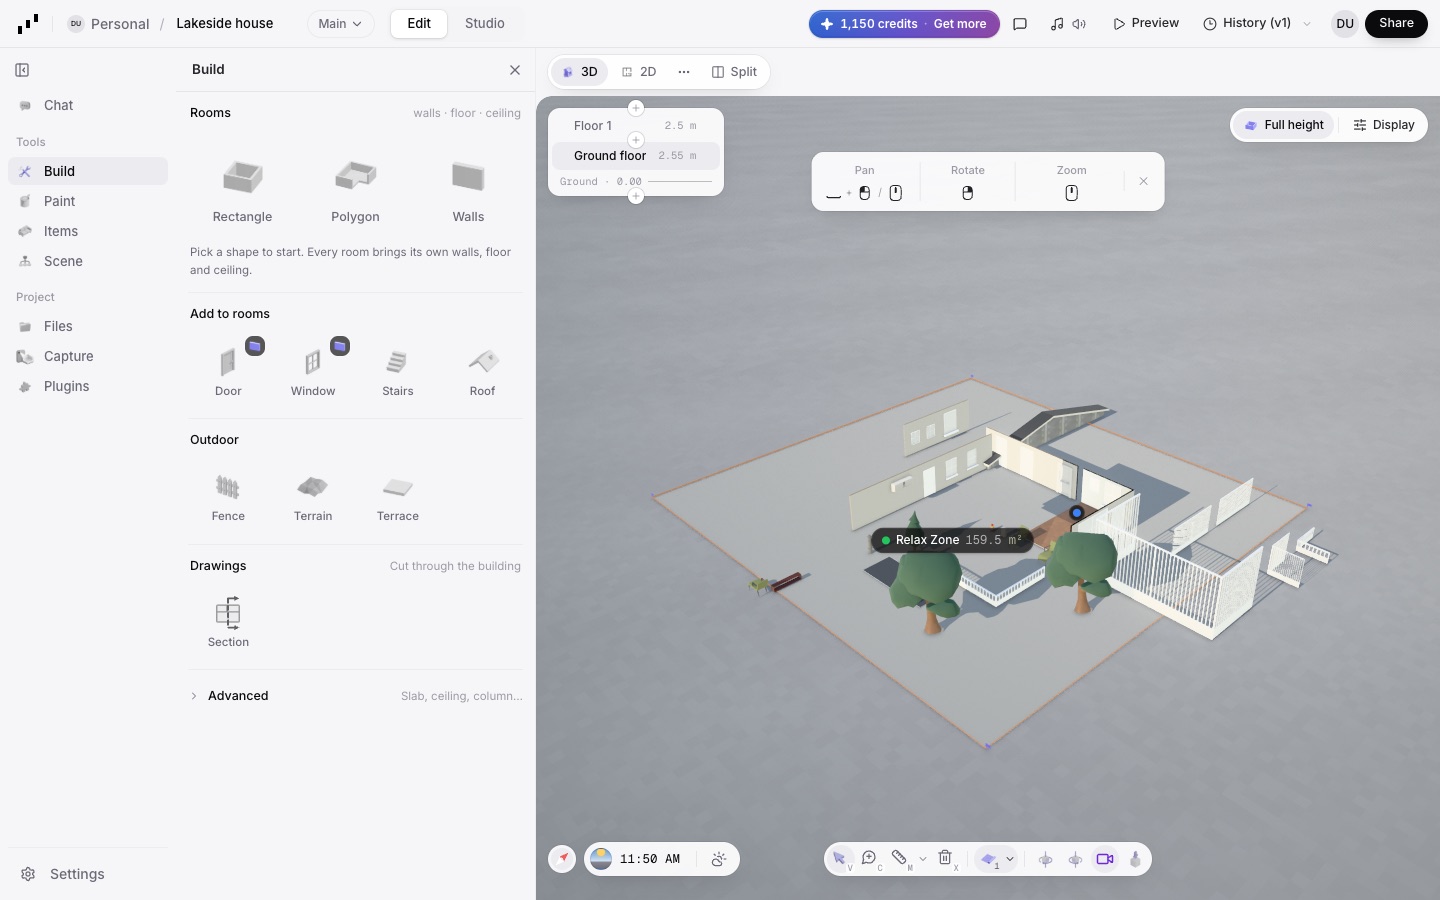 DU Personal / Lakeside house
Main
Edit
Studio
1,150 credits · Get more
Preview
History (v1)
DU
Share
Chat
Tools
Build
Paint
Items
Scene
Project
Files
Capture
Plugins
Settings
Build
Rooms
walls · floor · ceiling
Rectangle
Polygon
Walls
Pick a shape to start. Every room brings its own walls, floor
and ceiling.
Add to rooms
Door
Window
Stairs
Roof
Outdoor
Fence
Terrain
Terrace
Drawings
Cut through the building
Section
Advanced
Slab, ceiling, column...
3D
2D
Split
Floor 1 2.5 m
Ground floor 2.55 m
Ground · 0.00
Full height
Display
Pan
Rotate
Zoom
+ /
Relax Zone 159.5 m²
11:50 AM
V
C
M
X
1